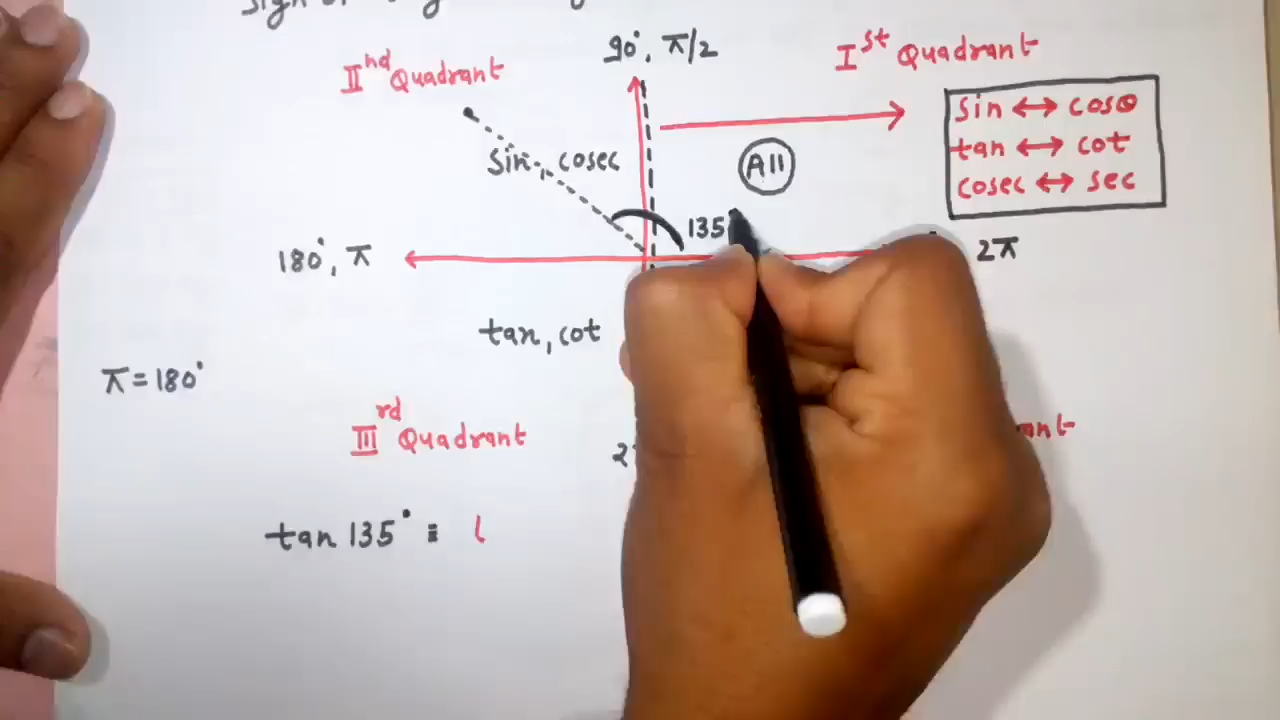 90°, π/2
IInd Quadrant
Ist Quadrant
sin ↔ cosθ
tan ↔ cot
cosec ↔ sec
Sin, cosec
All
135
180°, π
2π
tan, cot
π = 180°
IIIrd Quadrant
tan 135° =